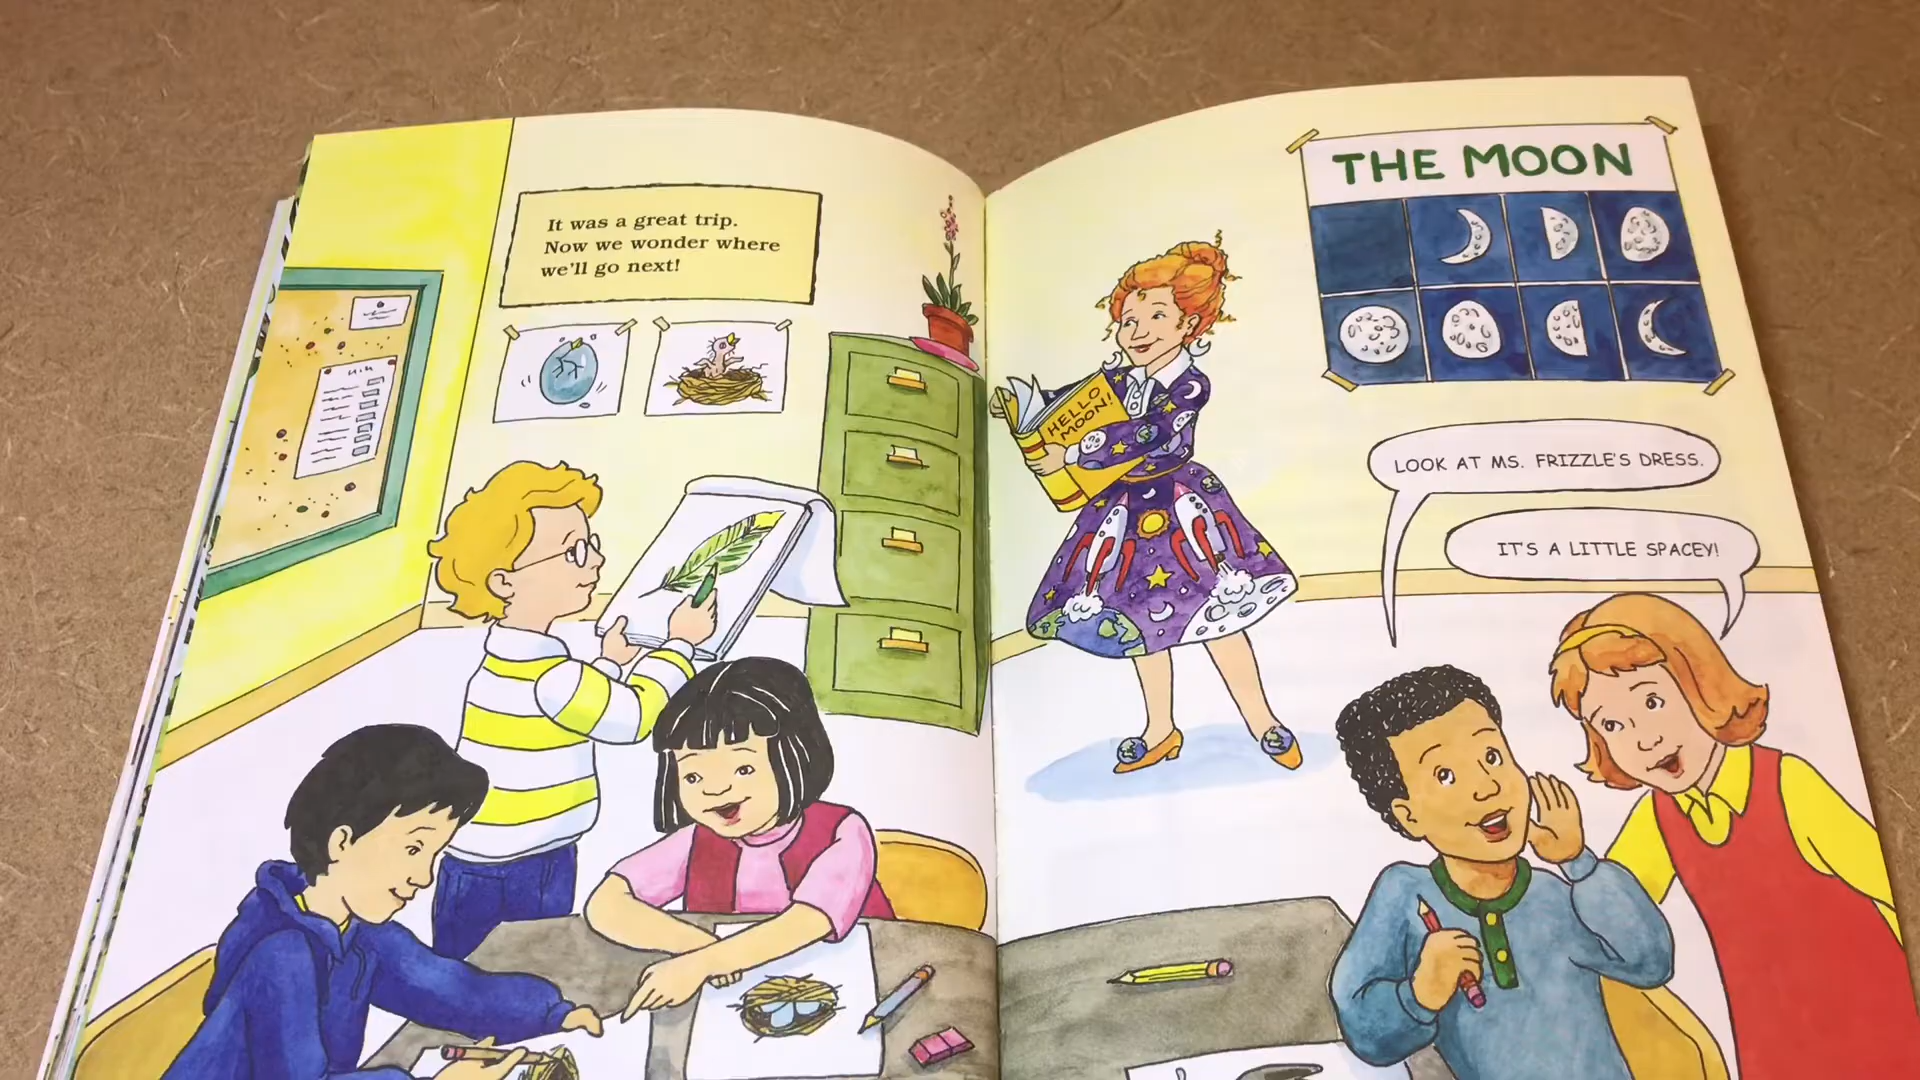 It was a great trip.
Now we wonder where
we'll go next!
HELLO
MOON!
THE MOON
LOOK AT MS. FRIZZLE'S DRESS.
IT'S A LITTLE SPACEY!